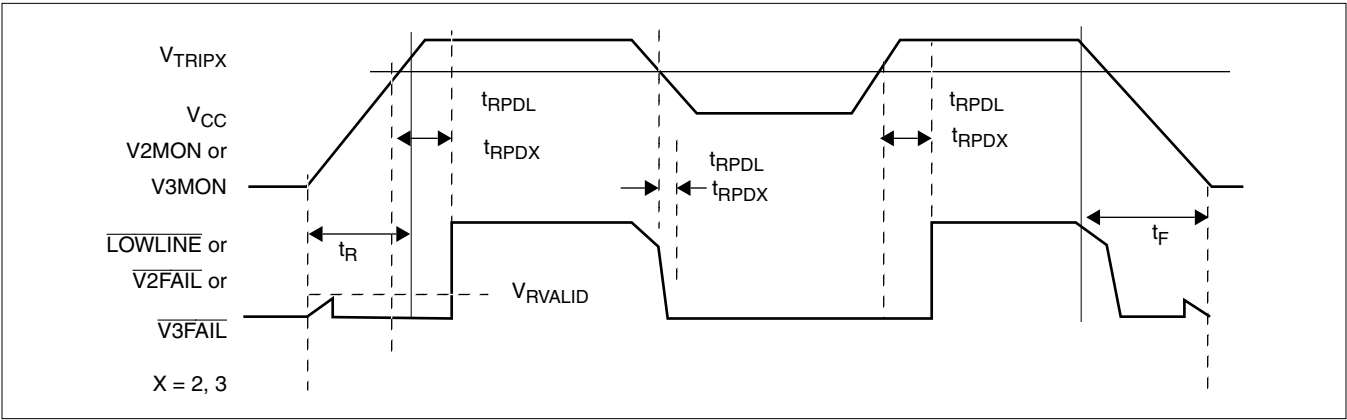 VTRIPX
VCC
V2MON or
V3MON
tRPDL
tRPDX
tRPDL
tRPDX
tRPDL
tRPDX
tR
tF
LOWLINE or
V2FAIL or
V3FAIL
VRVALID
X = 2, 3